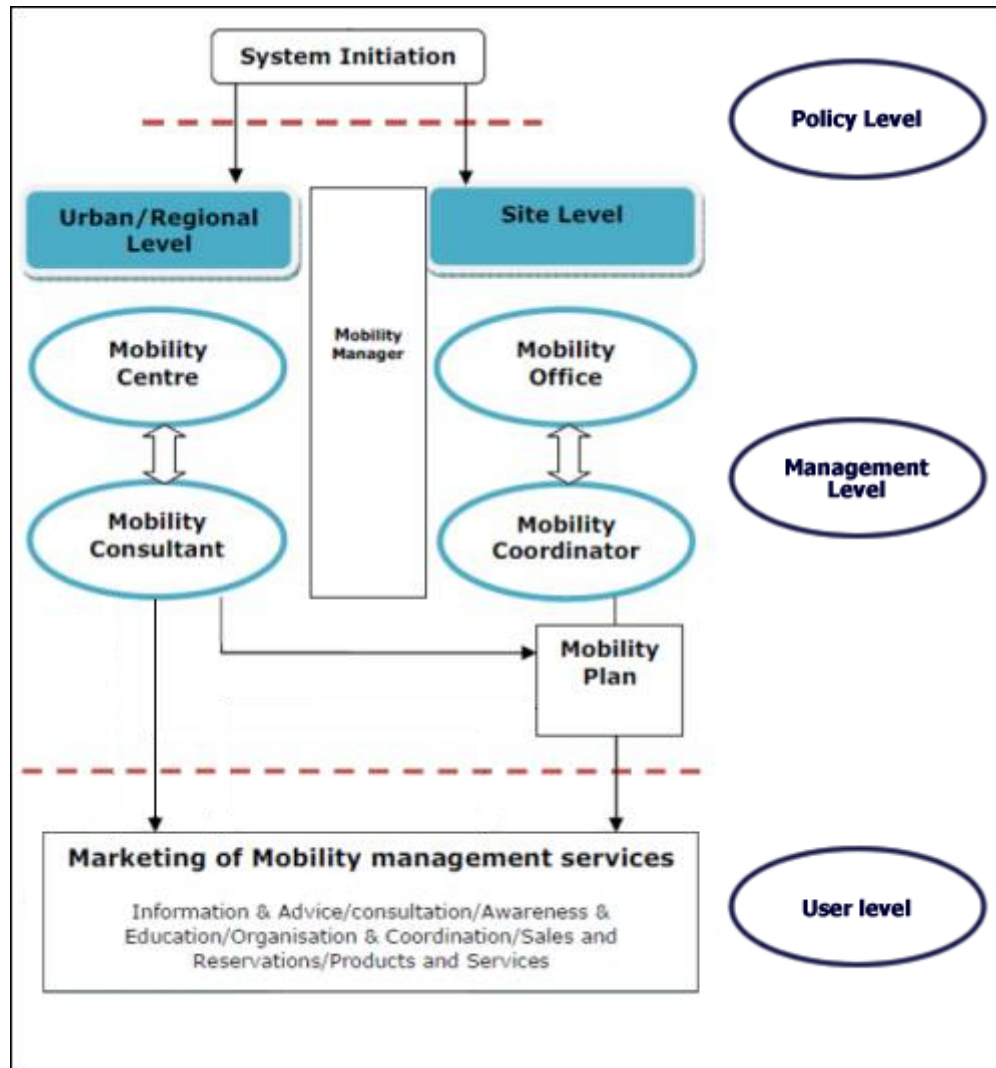 System Initiation
Policy Level
Urban/Regional
Level
Site Level
Mobility
Manager
Mobility
Centre
Mobility
Office
Management
Level
Mobility
Consultant
Mobility
Coordinator
Mobility
Plan
Marketing of Mobility management services
Information & Advice/consultation/Awareness &
Education/Organisation & Coordination/Sales and
Reservations/Products and Services
User level